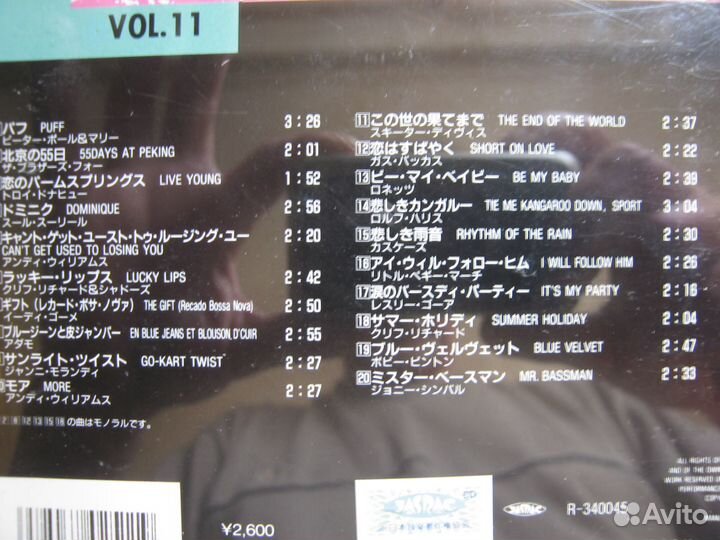 VOL.11
パフ PUFF 3:26
ピーター・ポール&マリー
北京の55日 55DAYS AT PEKING 2:01
ザ・ブラザーズ・フォー
恋のパームスプリングス LIVE YOUNG 1:52
トロイ・ドナヒュー
ドミニク DOMINIQUE 2:56
スール・スーリール
キャント・ゲット・ユースト・トゥ・ルージング・ユー 2:20
CAN'T GET USED TO LOSING YOU
アンディ・ウィリアムス
ラッキー・リップス LUCKY LIPS 2:42
クリフ・リチャード&シャドーズ
ギフト(レカード・ボサ・ノヴァ) THE GIFT (Recado Bossa Nova) 2:50
イーディ・ゴーメ
ブルージーンと皮ジャンパー EN BLUE JEANS ET BLOUSON D'CUIR 2:55
アダモ
サンライト・ツイスト GO-KART TWIST 2:27
ジャンニ・モランディ
モア MORE 2:27
アンディ・ウィリアムス
2 6 12 13 15 16 の曲はモノラルです。
11 この世の果てまで THE END OF THE WORLD 2:37
スキーター・ディヴィス
12 恋はすばやく SHORT ON LOVE 2:22
ガス・バッカス
13 ビー・マイ・ベイビー BE MY BABY 2:39
ロネッツ
14 悲しきカンガルー TIE ME KANGAROO DOWN, SPORT 3:04
ロルフ・ハリス
15 悲しき雨音 RHYTHM OF THE RAIN 2:30
カスケーズ
16 アイ・ウィル・フォロー・ヒム I WILL FOLLOW HIM 2:26
リトル・ペギー・マーチ
17 涙のバースディ・パーティー IT'S MY PARTY 2:16
レスリー・ゴーア
18 サマー・ホリディ SUMMER HOLIDAY 2:04
クリフ・リチャード
19 ブルー・ヴェルヴェット BLUE VELVET 2:47
ボビー・ビントン
20 ミスター・ベースマン MR. BASSMAN 2:33
ジョニー・シンバル
¥2,600
JASRAC
JASRAC
R-340045
ALL RIGHTS OF
AND OF THE OWN
WORK RESERVED
PERFORMANC
Avito